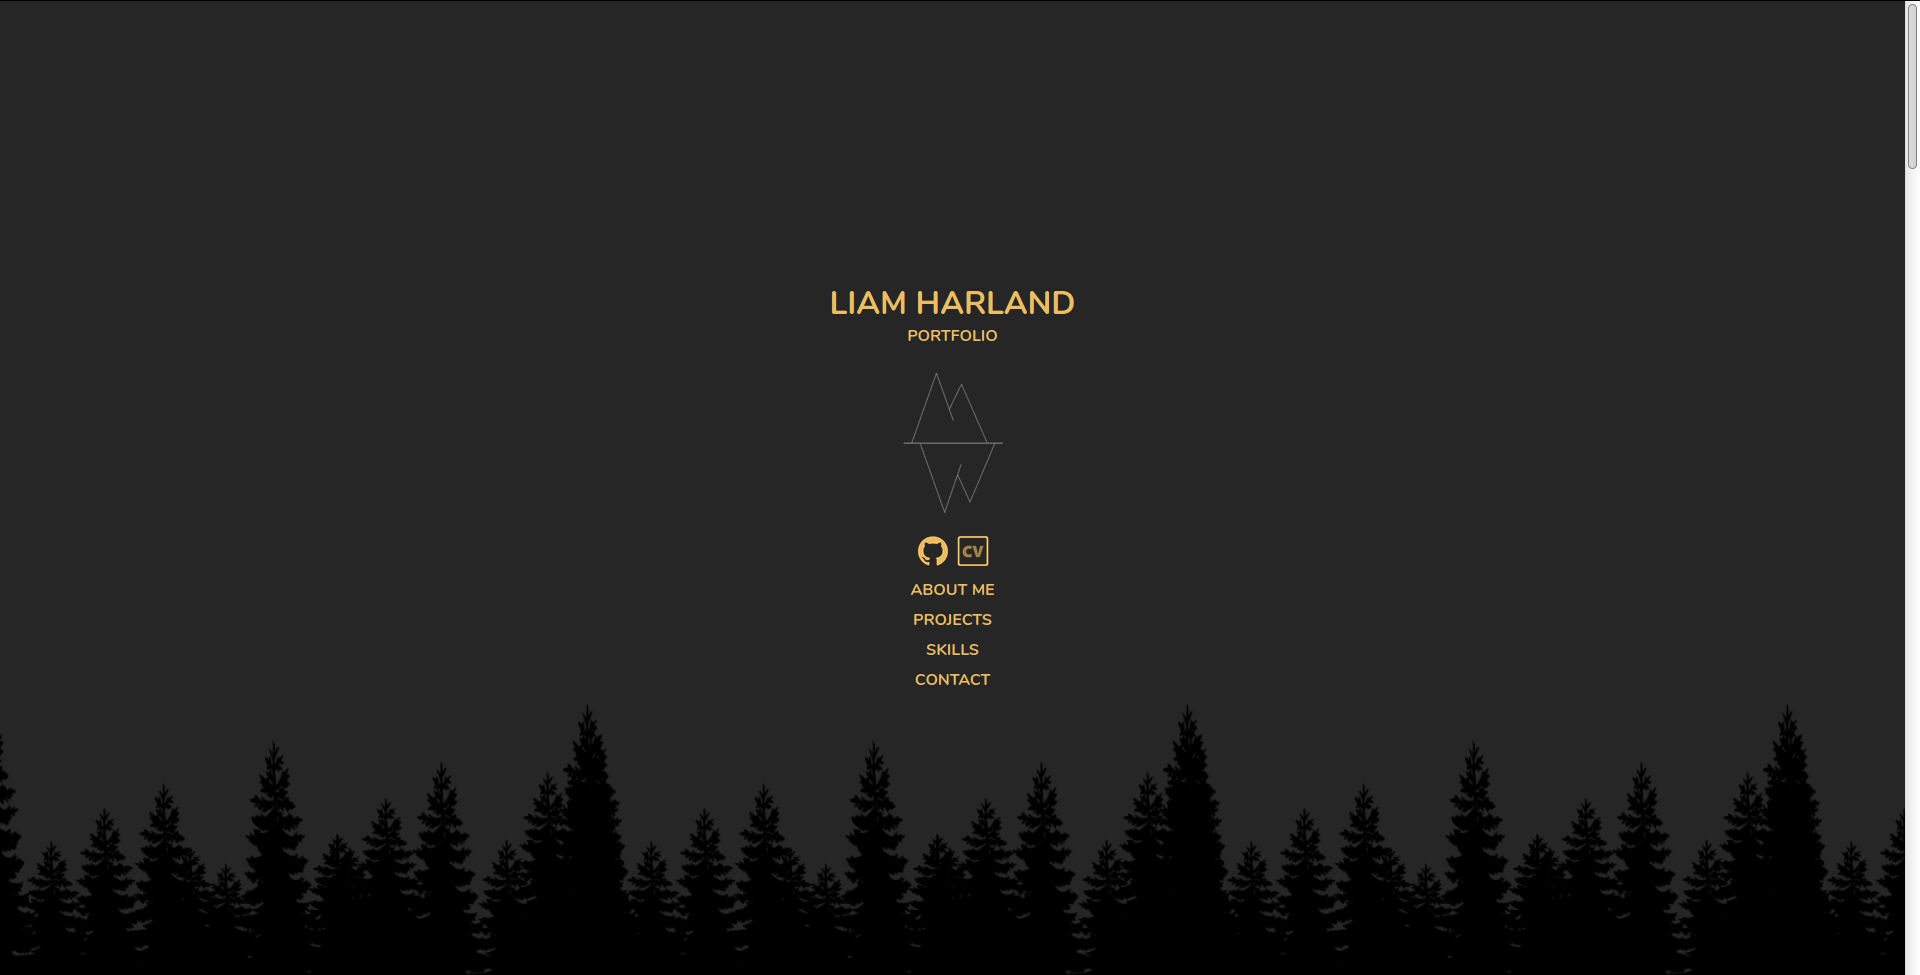 LIAM HARLAND
PORTFOLIO
CV
ABOUT ME
PROJECTS
SKILLS
CONTACT